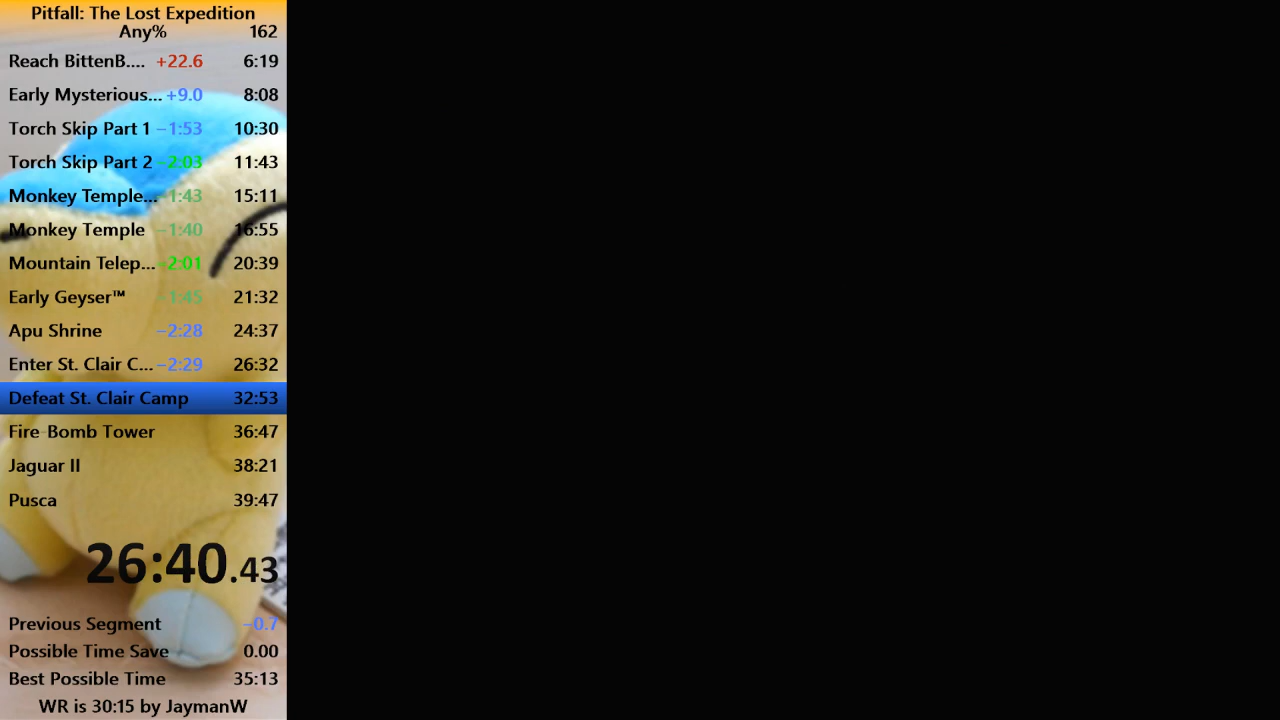 Pitfall: The Lost Expedition
Any% 162
Reach BittenB.... +22.6 6:19
Early Mysterious... +9.0 8:08
Torch Skip Part 1 −1:53 10:30
Torch Skip Part 2 −2:03 11:43
Monkey Temple... −1:43 15:11
Monkey Temple −1:40 16:55
Mountain Telep... −2:01 20:39
Early Geyser™ −1:45 21:32
Apu Shrine −2:28 24:37
Enter St. Clair C... −2:29 26:32
Defeat St. Clair Camp 32:53
Fire Bomb Tower 36:47
Jaguar II 38:21
Pusca 39:47
26:40.43
Previous Segment −0.7
Possible Time Save 0.00
Best Possible Time 35:13
WR is 30:15 by JaymanW